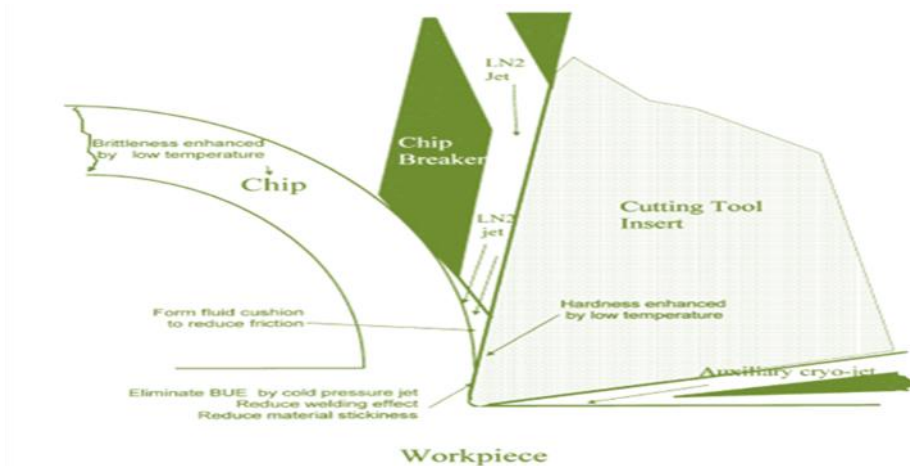 LN2
Jet
Brittleness enhanced
by low temperature
Chip
Chip
Breaker
Cutting Tool
Insert
LN2
jet
Form fluid cushion
to reduce friction
Hardness enhanced
by low temperature
Auxiliary cryo-jet
Eliminate BUE by cold pressure jet
Reduce welding effect
Reduce material stickiness
Workpiece